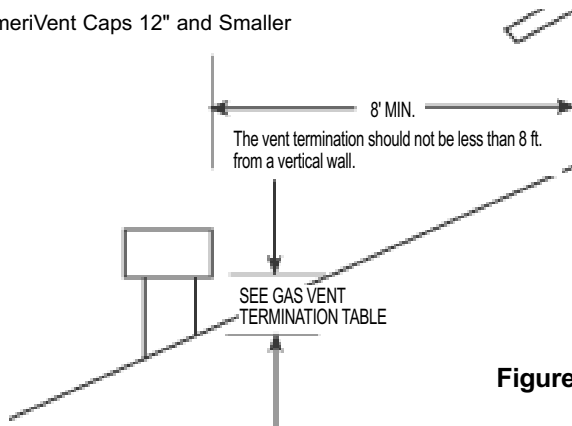 meriVent Caps 12" and Smaller
8' MIN.
The vent termination should not be less than 8 ft.
from a vertical wall.
SEE GAS VENT
TERMINATION TABLE
Figure